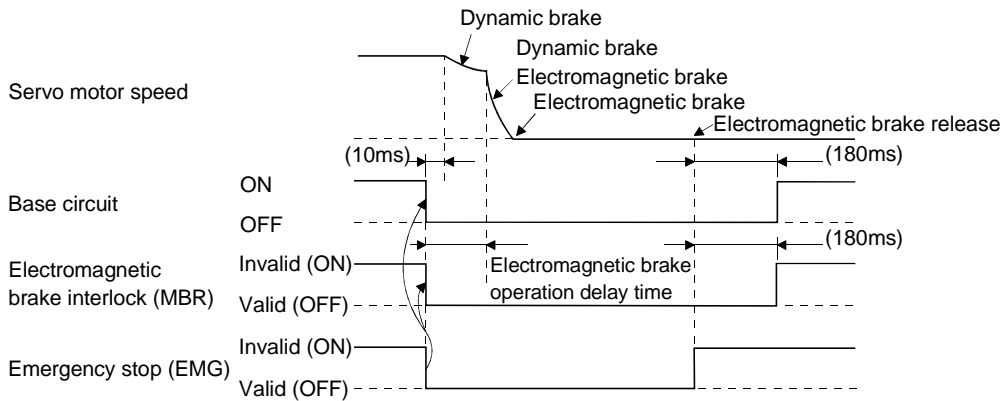 Dynamic brake
Dynamic brake
Electromagnetic brake
Servo motor speed
Electromagnetic brake
Electromagnetic brake release
(10ms)
(180ms)
ON
Base circuit
OFF
(180ms)
Electromagnetic
brake interlock (MBR)
Invalid (ON)
Electromagnetic brake
operation delay time
Valid (OFF)
Invalid (ON)
Emergency stop (EMG)
Valid (OFF)